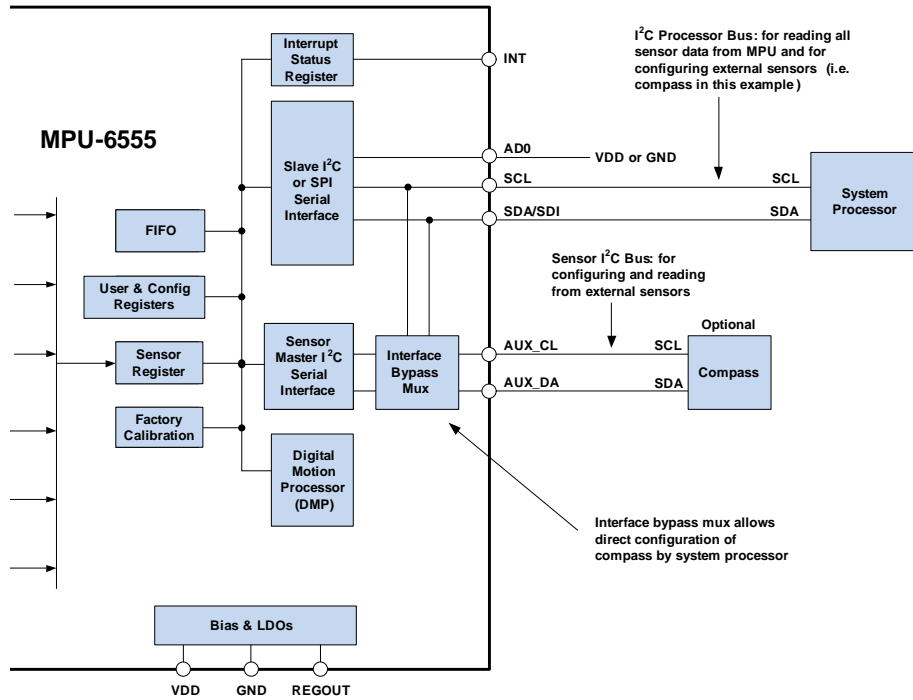 Interrupt
Status
Register
INT
I²C Processor Bus: for reading all
sensor data from MPU and for
configuring external sensors (i.e.
compass in this example)
MPU-6555
Slave I²C
or SPI
Serial
Interface
AD0
VDD or GND
SCL
SCL
SDA/SDI
SDA
System
Processor
FIFO
User & Config
Registers
Sensor
Register
Factory
Calibration
Sensor
Master I²C
Serial
Interface
Interface
Bypass
Mux
Sensor I²C Bus: for
configuring and reading
from external sensors
AUX_CL
SCL
AUX_DA
SDA
Optional
Compass
Digital
Motion
Processor
(DMP)
Interface bypass mux allows
direct configuration of
compass by system processor
Bias & LDOs
VDD
GND
REGOUT